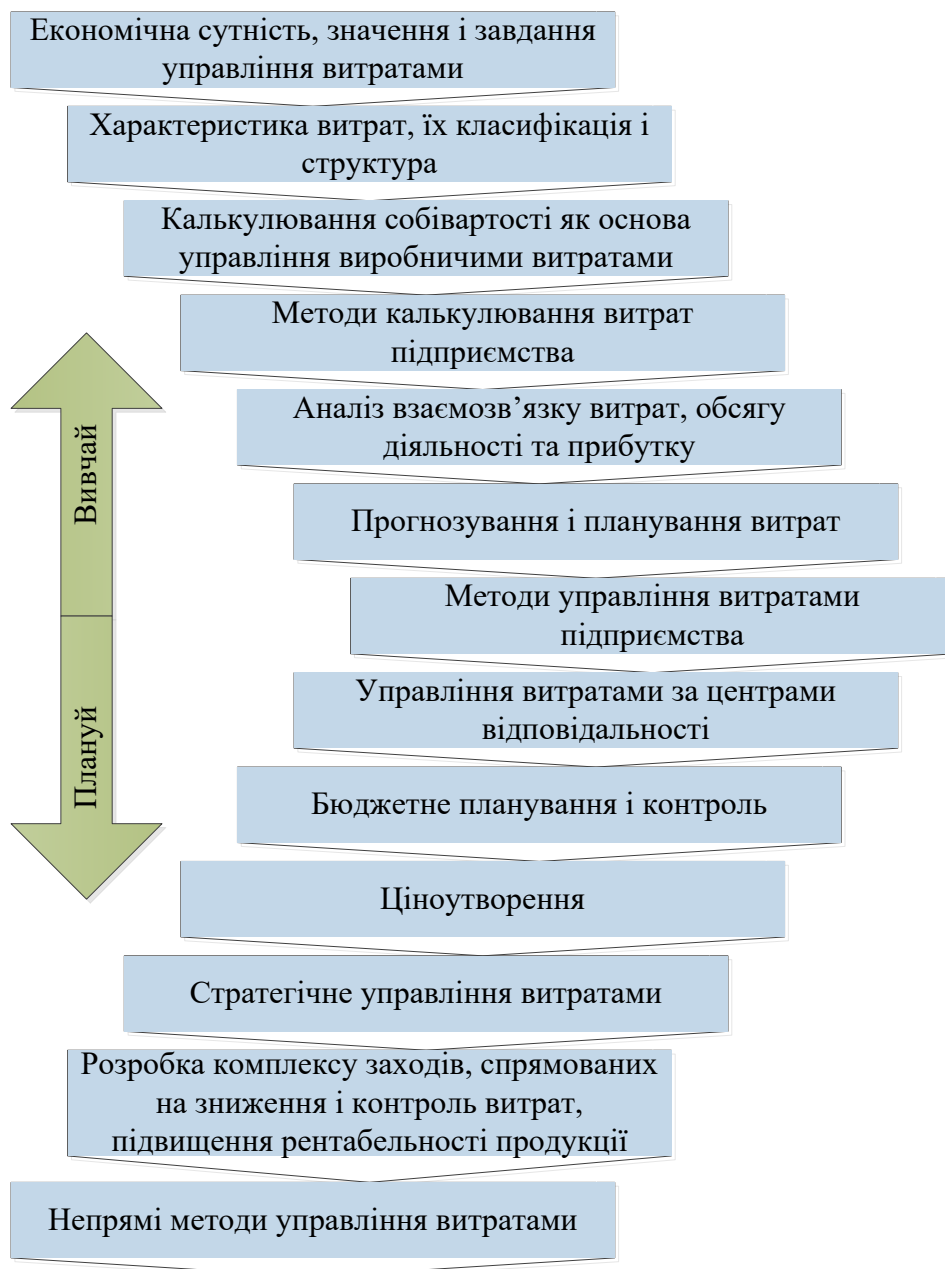 Економічна сутність, значення і завдання
управління витратами
Характеристика витрат, їх класифікація і
структура
Калькулювання собівартості як основа
управління виробничими витратами
Методи калькулювання витрат
підприємства
Аналіз взаємозв’язку витрат, обсягу
діяльності та прибутку
Вивчай
Прогнозування і планування витрат
Методи управління витратами
підприємства
Управління витратами за центрами
відповідальності
Плануй
Бюджетне планування і контроль
Ціноутворення
Стратегічне управління витратами
Розробка комплексу заходів, спрямованих
на зниження і контроль витрат,
підвищення рентабельності продукції
Непрямі методи управління витратами